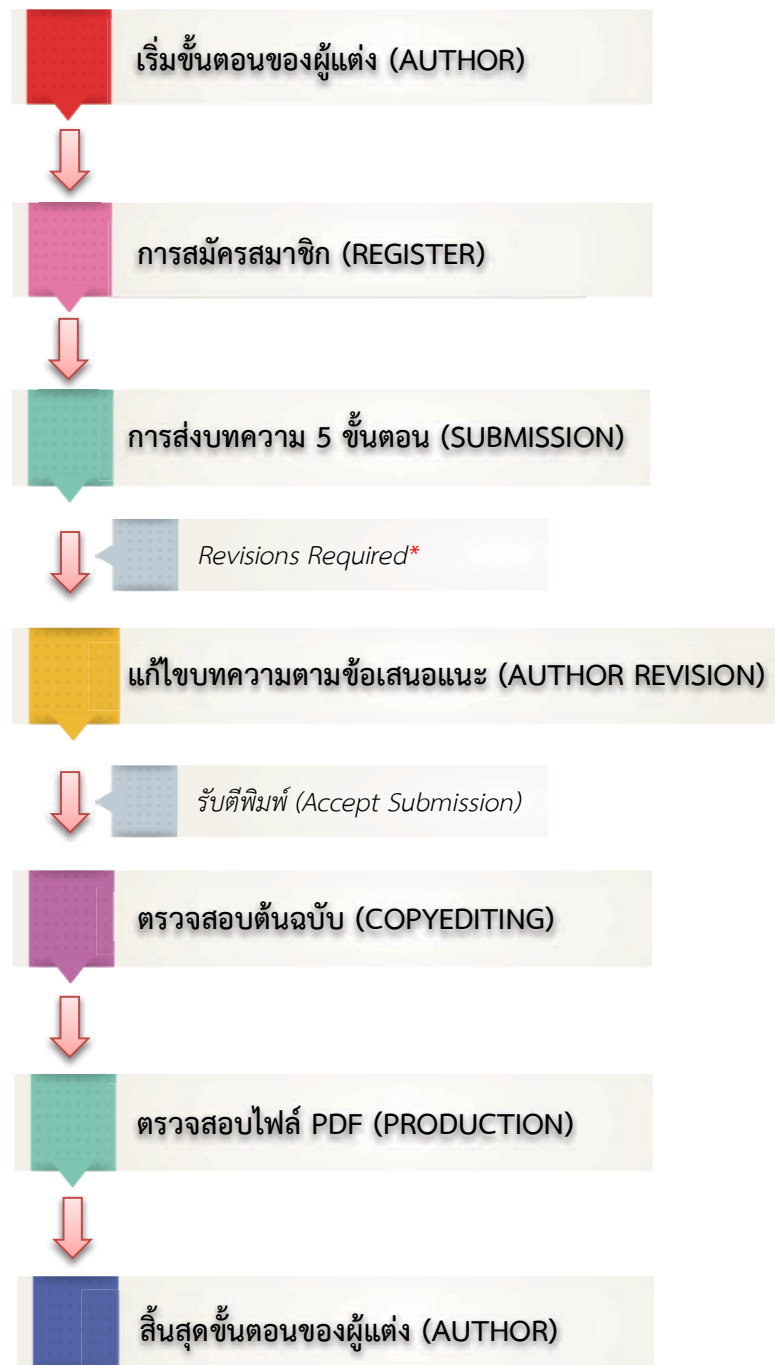 เริ่มขั้นตอนของผู้แต่ง (AUTHOR)
การสมัครสมาชิก (REGISTER)
การส่งบทความ 5 ขั้นตอน (SUBMISSION)
Revisions Required*
แก้ไขบทความตามข้อเสนอแนะ (AUTHOR REVISION)
รับตีพิมพ์ (Accept Submission)
ตรวจสอบต้นฉบับ (COPYEDITING)
ตรวจสอบไฟล์ PDF (PRODUCTION)
สิ้นสุดขั้นตอนของผู้แต่ง (AUTHOR)